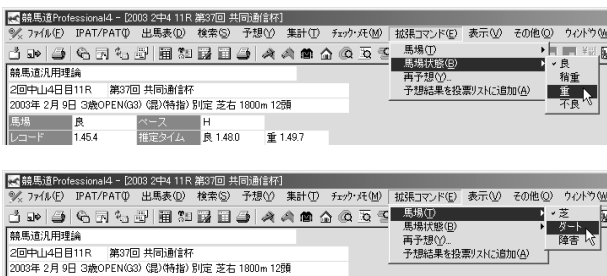 競馬道Professional4 - [2003 2中4 11R 第37回 共同通信杯]
ファイル(F) IPAT/PAT(I) 出馬表(D) 検索(S) 予想(Y) 集計(T) チェック・メモ(M) 拡張コマンド(E) 表示(V) その他(O) ウィンドウ(W)
馬場(T)
馬場状態(B)
再予想(Y)...
予想結果を投票リストに追加(A)
良
稍重
重
不良
競馬道汎用理論
2回中山4日目11R 第37回 共同通信杯
2003年 2月 9日 3歳OPEN(G3) (混)(特指) 別定 芝右 1800m 12頭
馬場 良 ペース H
レコード 1.45.4 推定タイム 良 1.48.0 重 1.49.7
競馬道Professional4 - [2003 2中4 11R 第37回 共同通信杯]
ファイル(F) IPAT/PAT(I) 出馬表(D) 検索(S) 予想(Y) 集計(T) チェック・メモ(M) 拡張コマンド(E) 表示(V) その他(O) ウィンドウ(W)
馬場(T)
馬場状態(B)
再予想(Y)...
予想結果を投票リストに追加(A)
芝
ダート
障害
競馬道汎用理論
2回中山4日目11R 第37回 共同通信杯
2003年 2月 9日 3歳OPEN(G3) (混)(特指) 別定 芝右 1800m 12頭